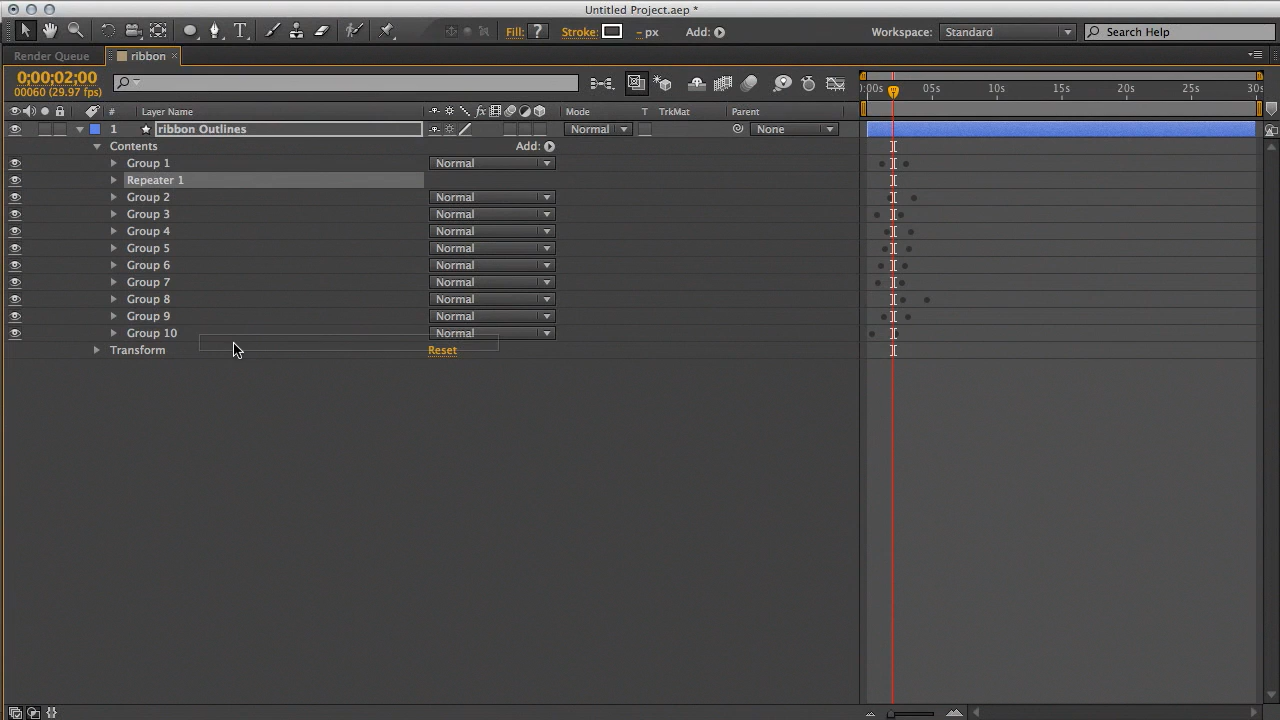 Untitled Project.aep *
Fill: ? Stroke: – px Add: Workspace: Standard Search Help
Render Queue ribbon ×
0;00;02;00
00060 (29.97 fps)
0:00s 05s 10s 15s 20s 25s 30s
# Layer Name fx Mode T TrkMat Parent
1 ribbon Outlines Normal None
Contents Add:
Group 1 Normal
Repeater 1
Group 2 Normal
Group 3 Normal
Group 4 Normal
Group 5 Normal
Group 6 Normal
Group 7 Normal
Group 8 Normal
Group 9 Normal
Group 10 Normal
Transform Reset